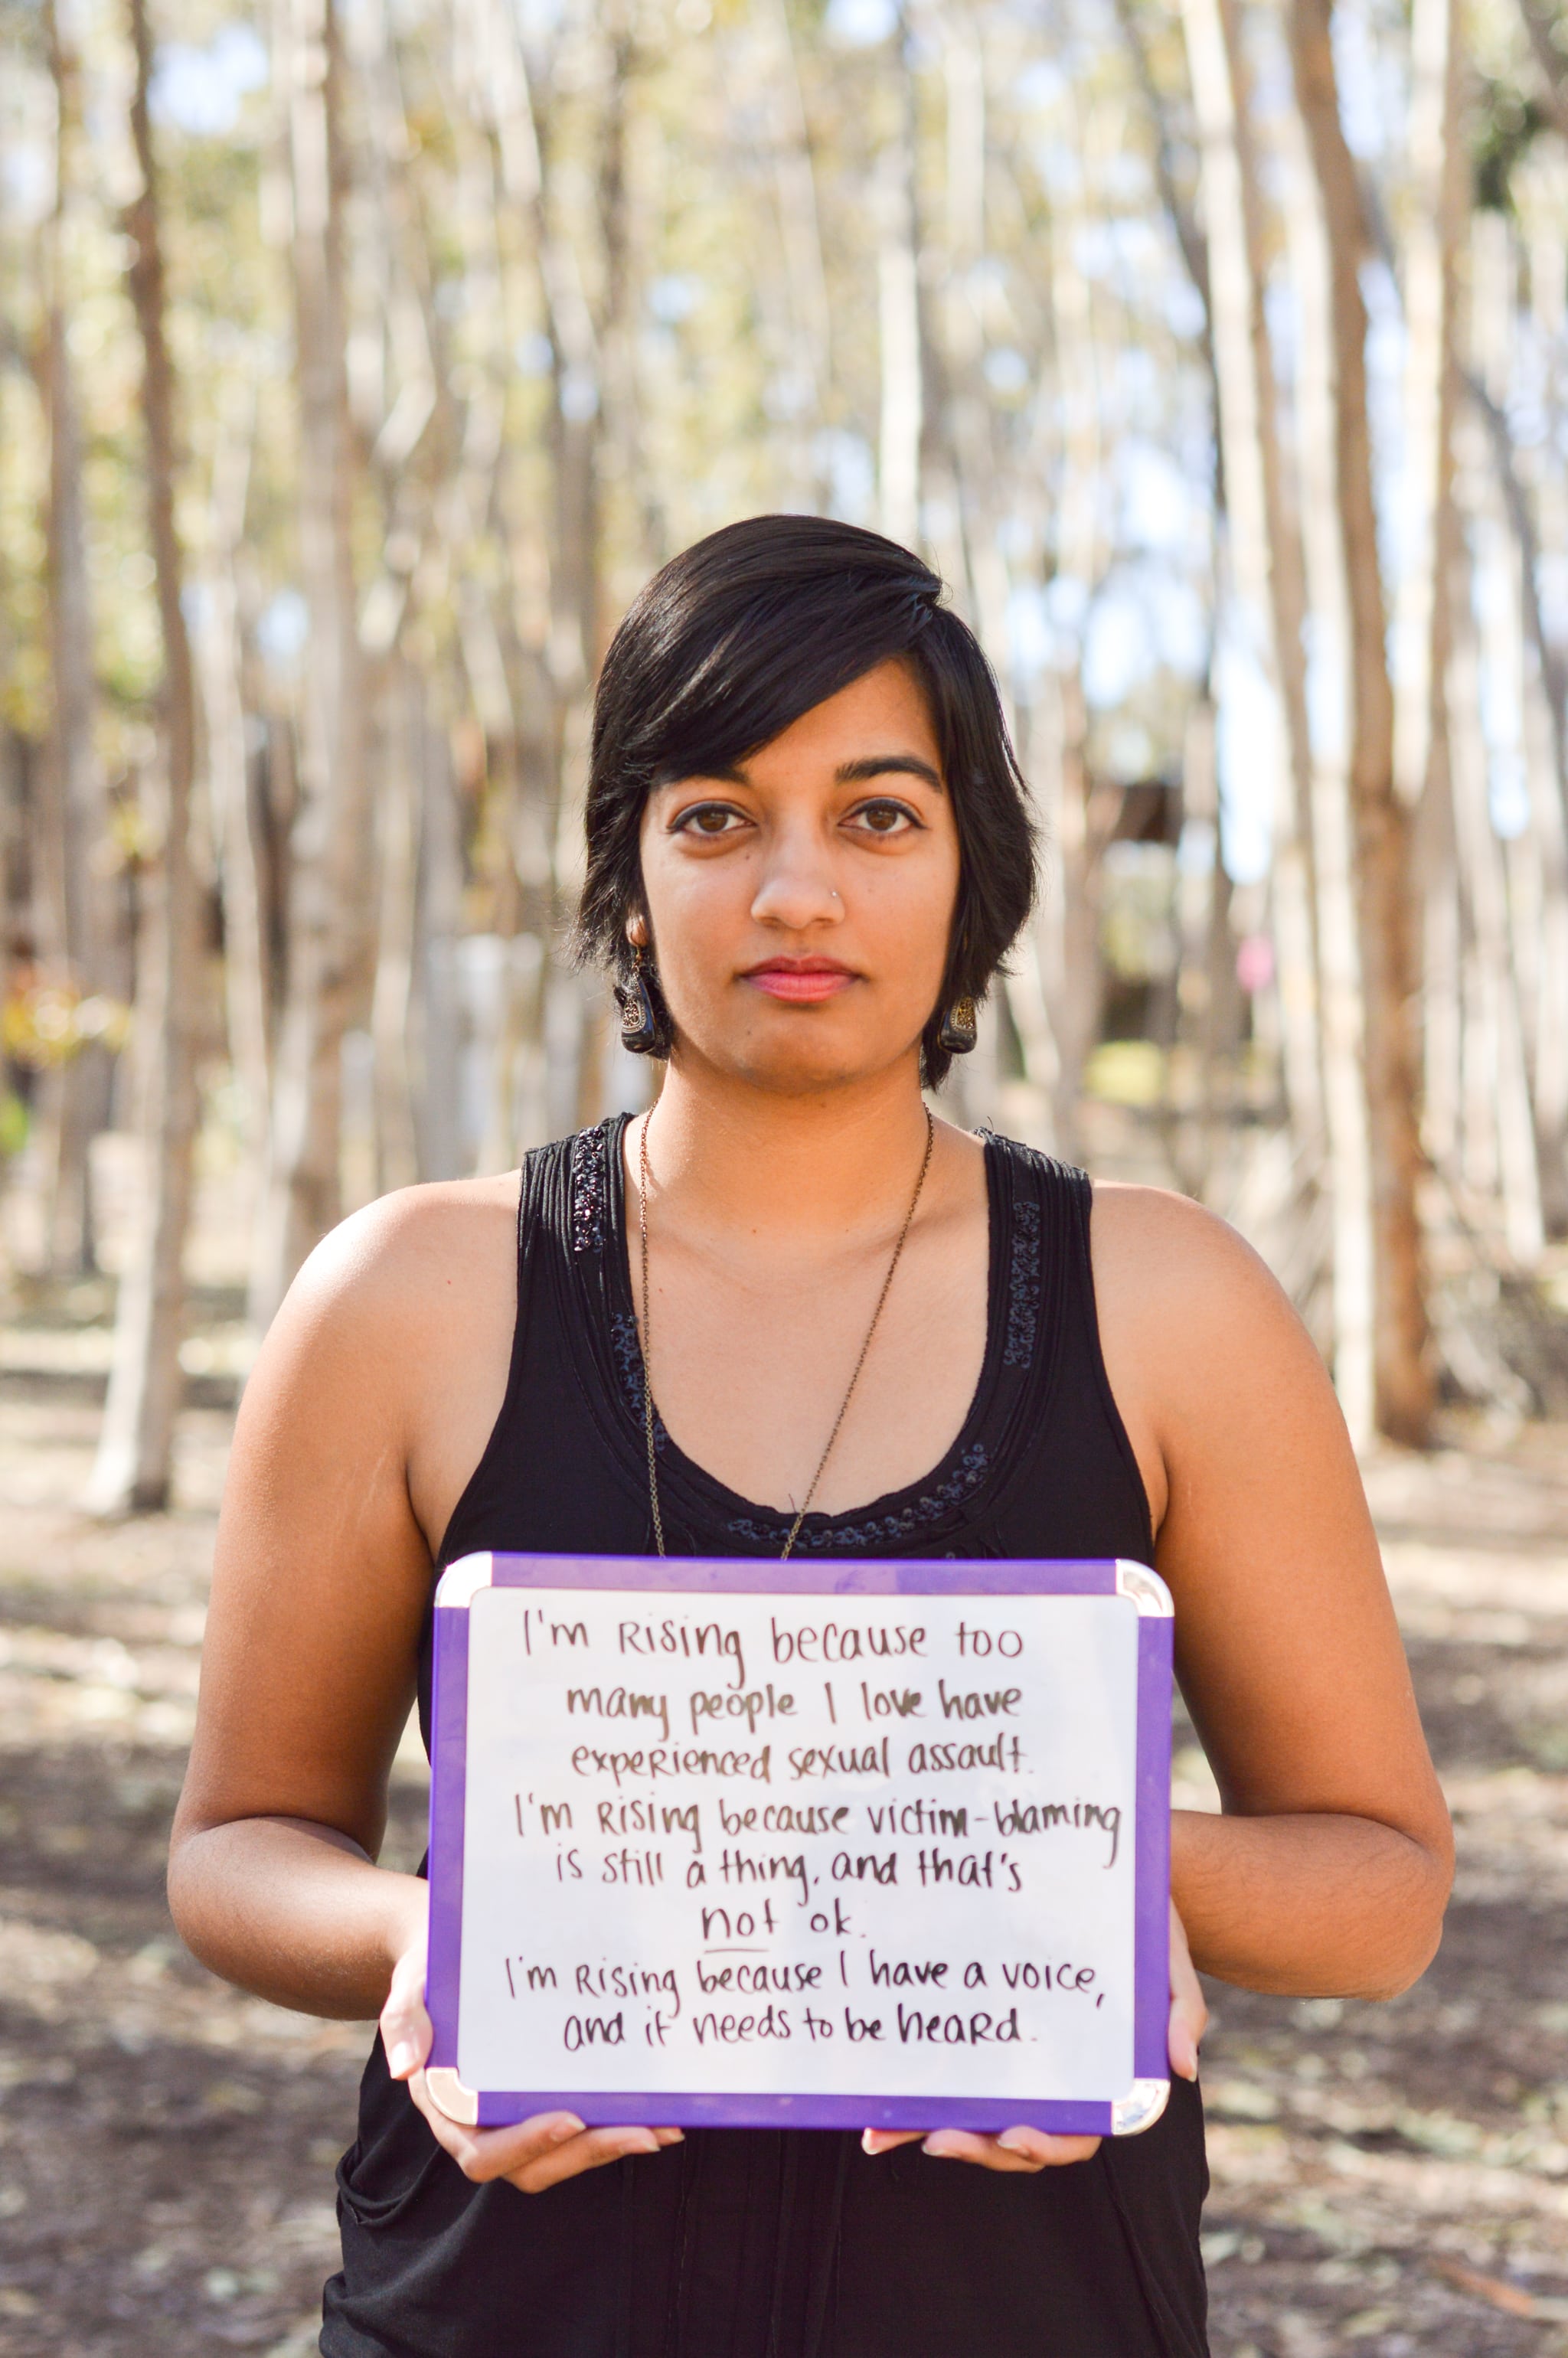 I'm Rising because too
many people I love have
experienced sexual assault.
I'm Rising because victim-blaming
is still a thing, and that's
not ok.
I'm Rising because I have a voice,
and it needs to be heard.